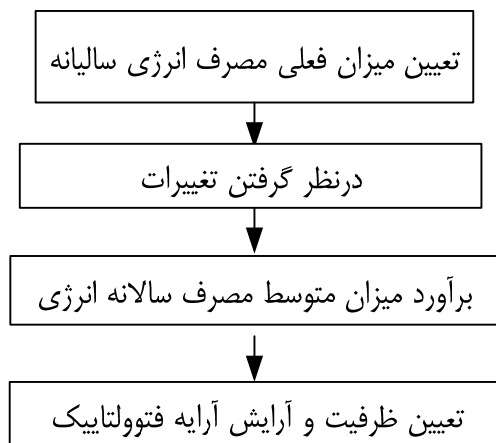 تعیین میزان فعلی مصرف انرژی سالیانه
درنظر گرفتن تغییرات
برآورد میزان متوسط مصرف سالانه انرژی
تعیین ظرفیت و آرایش آرایه فتوولتاییک